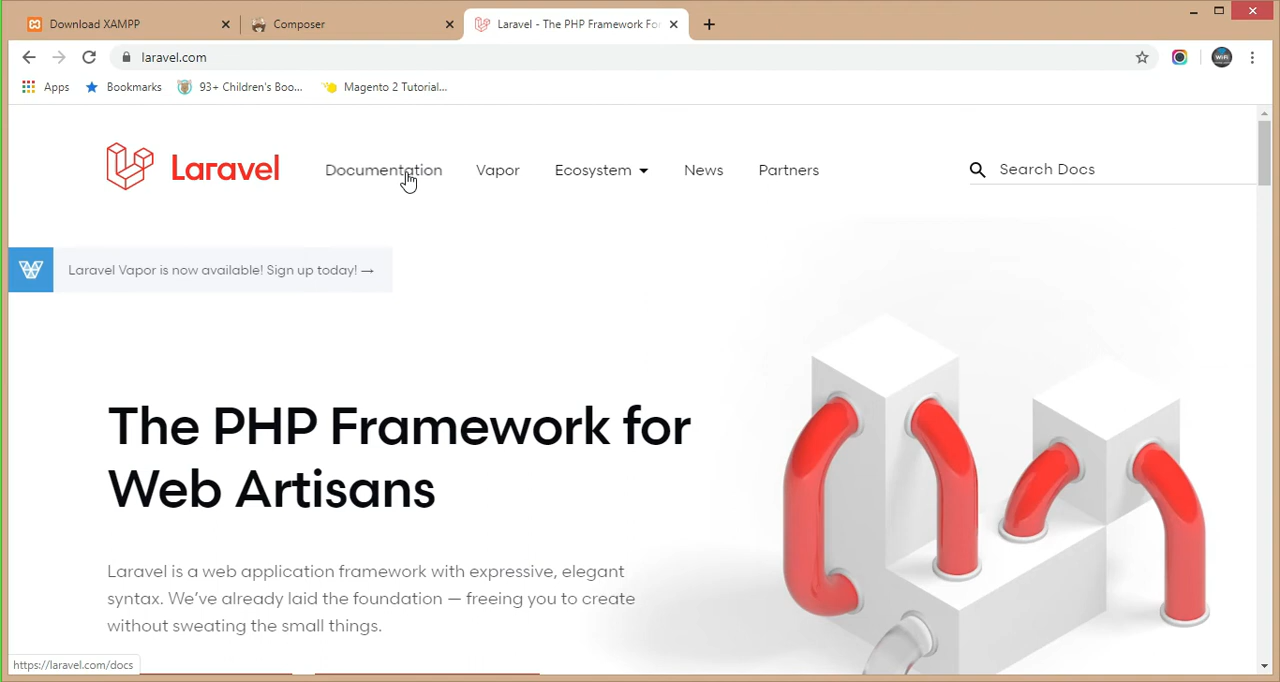 Download XAMPP
Composer
Laravel - The PHP Framework Fo
laravel.com
WiFi
Apps
Bookmarks
93+ Children's Boo...
Magento 2 Tutorial...
Laravel
Documentation
Vapor
Ecosystem
News
Partners
Search Docs
Laravel Vapor is now available! Sign up today! →
The PHP Framework for
Web Artisans
Laravel is a web application framework with expressive, elegant
syntax. We've already laid the foundation — freeing you to create
without sweating the small things.
https://laravel.com/docs